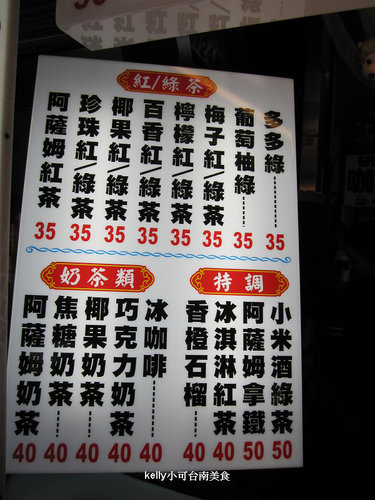 紅/綠茶
多多綠 35
葡萄柚綠 35
梅子紅/綠茶 35
檸檬紅/綠茶 35
百香紅/綠茶 35
椰果紅/綠茶 35
珍珠紅/綠茶 35
阿薩姆紅茶 35
特調
小米酒綠茶 50
阿薩姆拿鐵 50
冰淇淋紅茶 40
香橙石榴 40
奶茶類
冰咖啡 40
巧克力奶茶 40
椰果奶茶 40
焦糖奶茶 40
阿薩姆奶茶 40
kelly小可台南美食